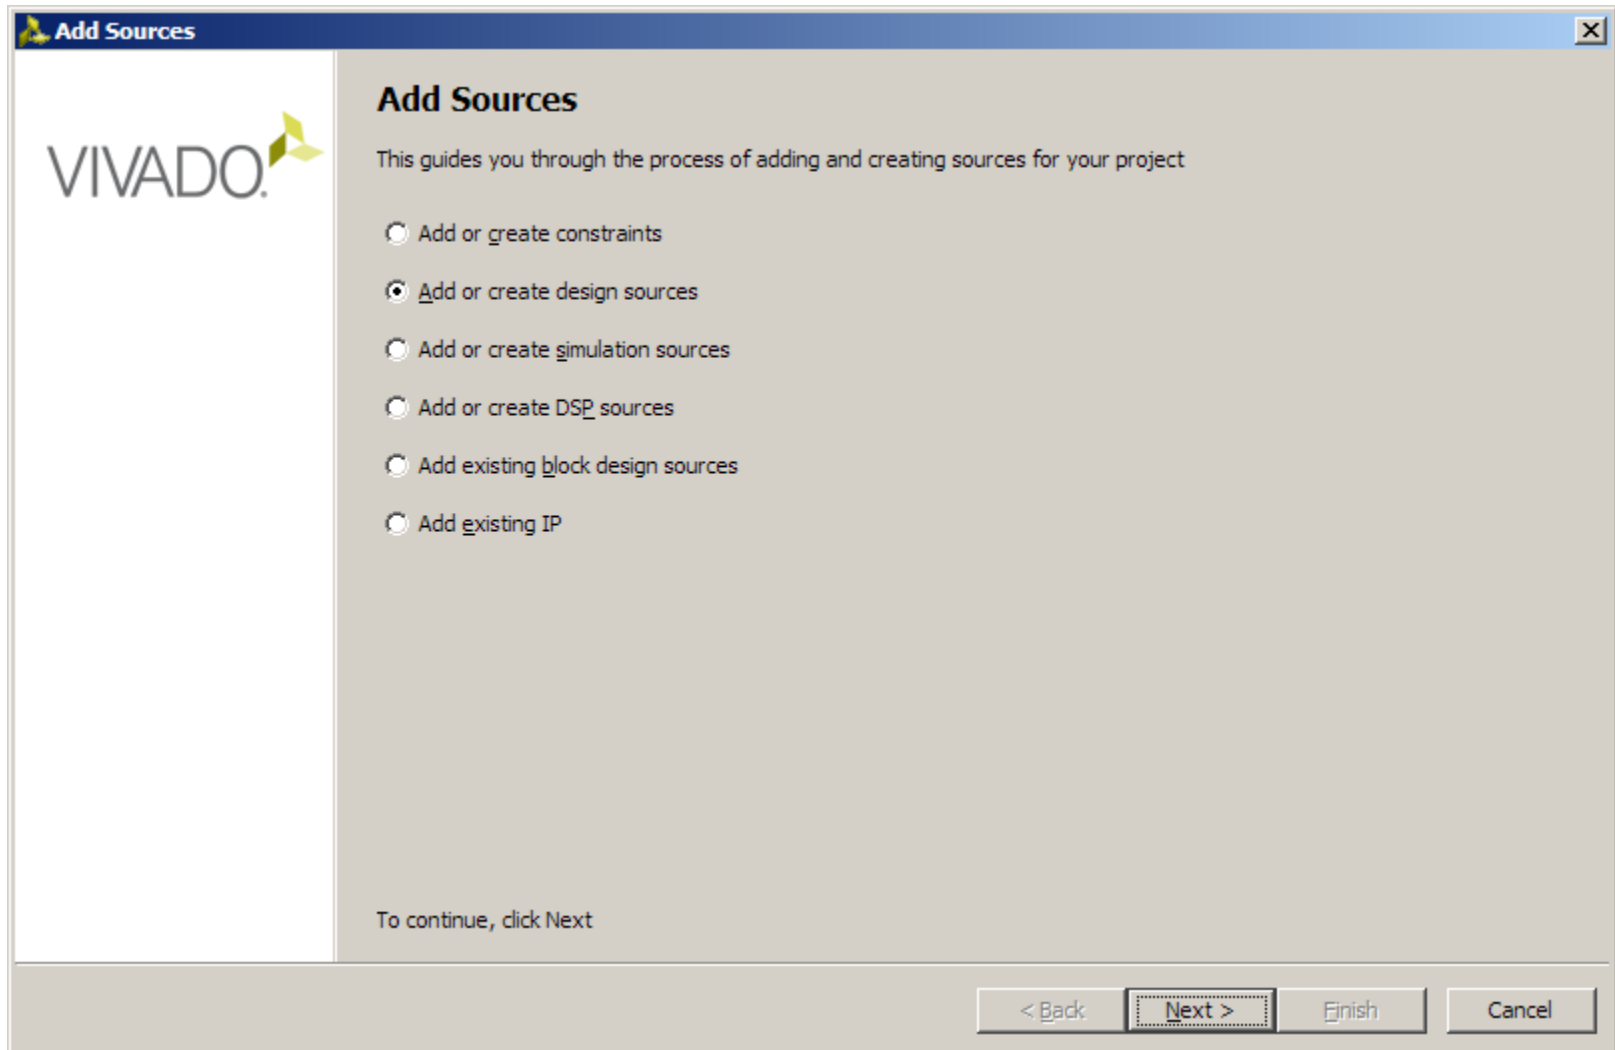 Add Sources
VIVADO.
Add Sources
This guides you through the process of adding and creating sources for your project
Add or create constraints
Add or create design sources
Add or create simulation sources
Add or create DSP sources
Add existing block design sources
Add existing IP
To continue, click Next
< Back
Next >
Finish
Cancel